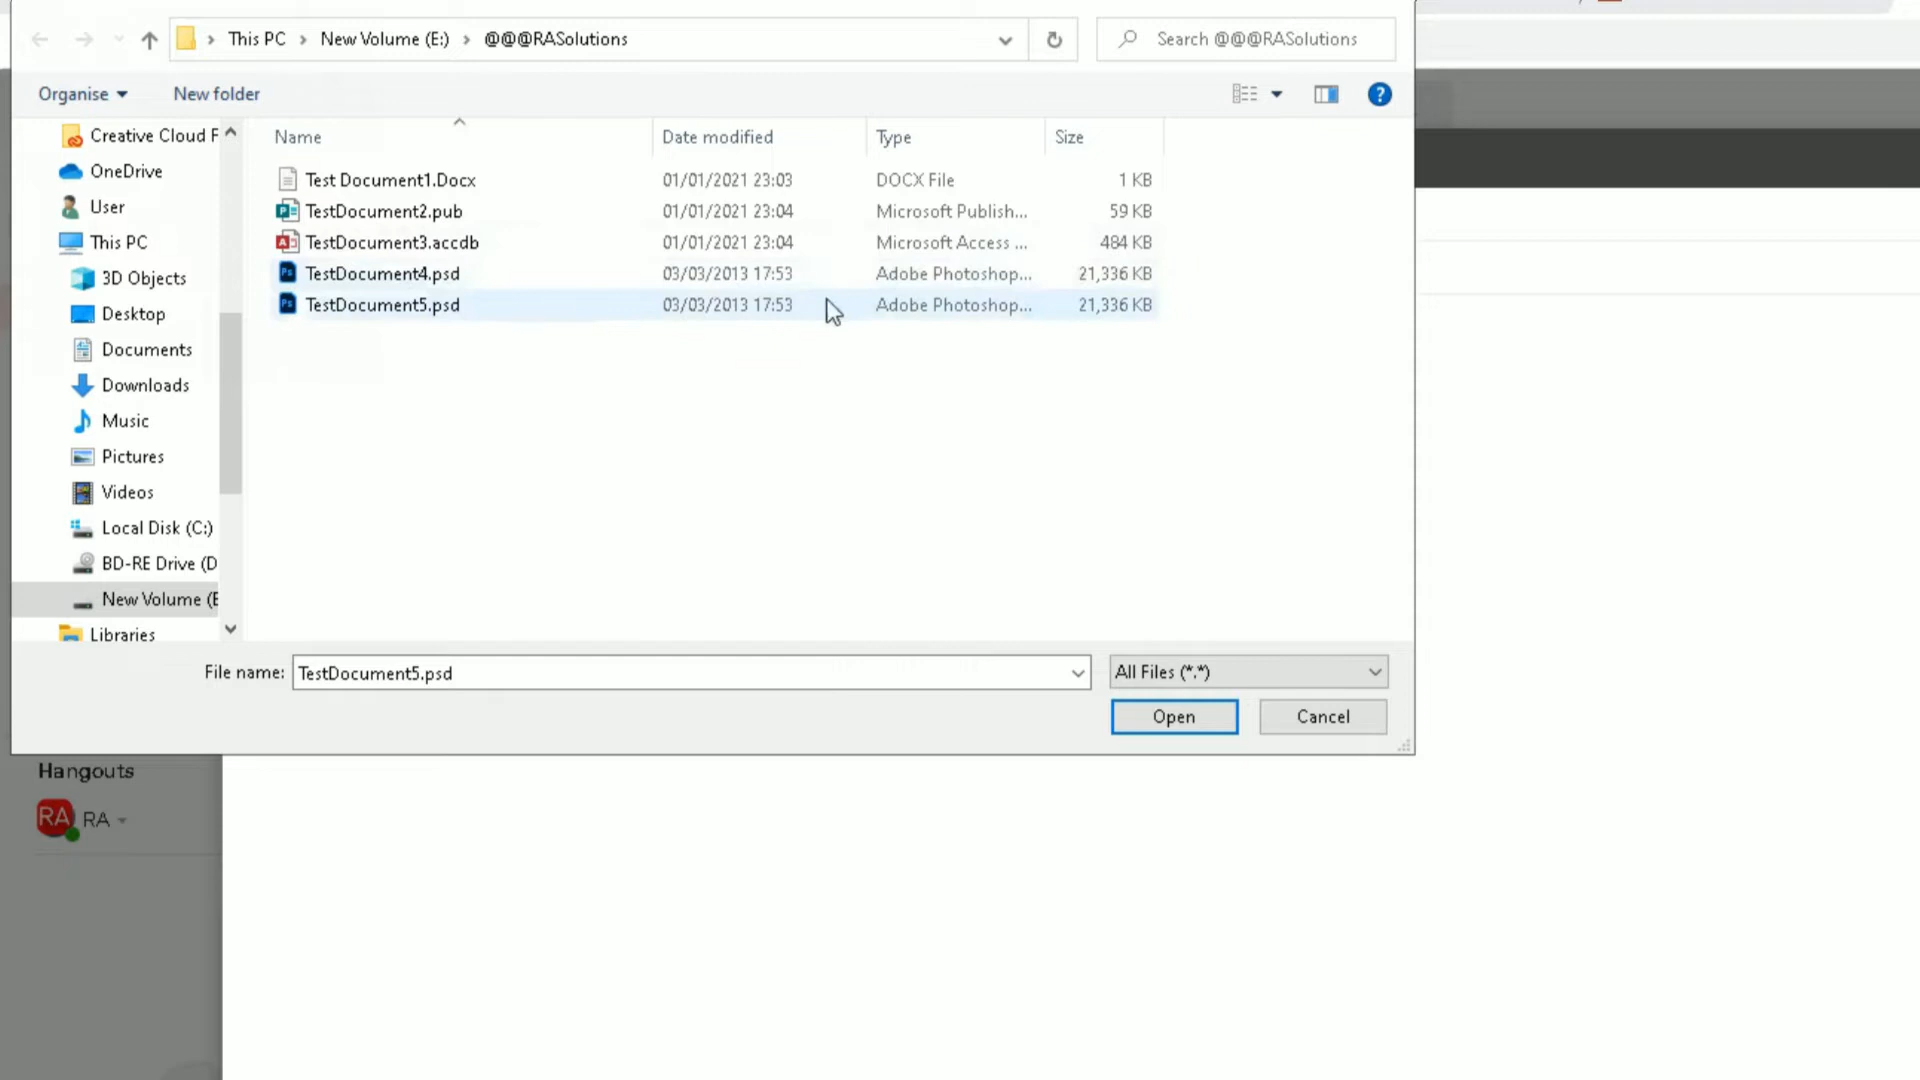 This PC › New Volume (E:) › @@@RASolutions
Search @@@RASolutions
Organise New folder
Name Date modified Type Size
Creative Cloud F
OneDrive
User
This PC
3D Objects
Desktop
Documents
Downloads
Music
Pictures
Videos
Local Disk (C:)
BD-RE Drive (D
New Volume (E
Libraries
Test Document1.Docx 01/01/2021 23:03 DOCX File 1 KB
TestDocument2.pub 01/01/2021 23:04 Microsoft Publish... 59 KB
TestDocument3.accdb 01/01/2021 23:04 Microsoft Access ... 484 KB
TestDocument4.psd 03/03/2013 17:53 Adobe Photoshop... 21,336 KB
TestDocument5.psd 03/03/2013 17:53 Adobe Photoshop... 21,336 KB
File name: TestDocument5.psd All Files (*.*)
Open Cancel
Hangouts
RA RA